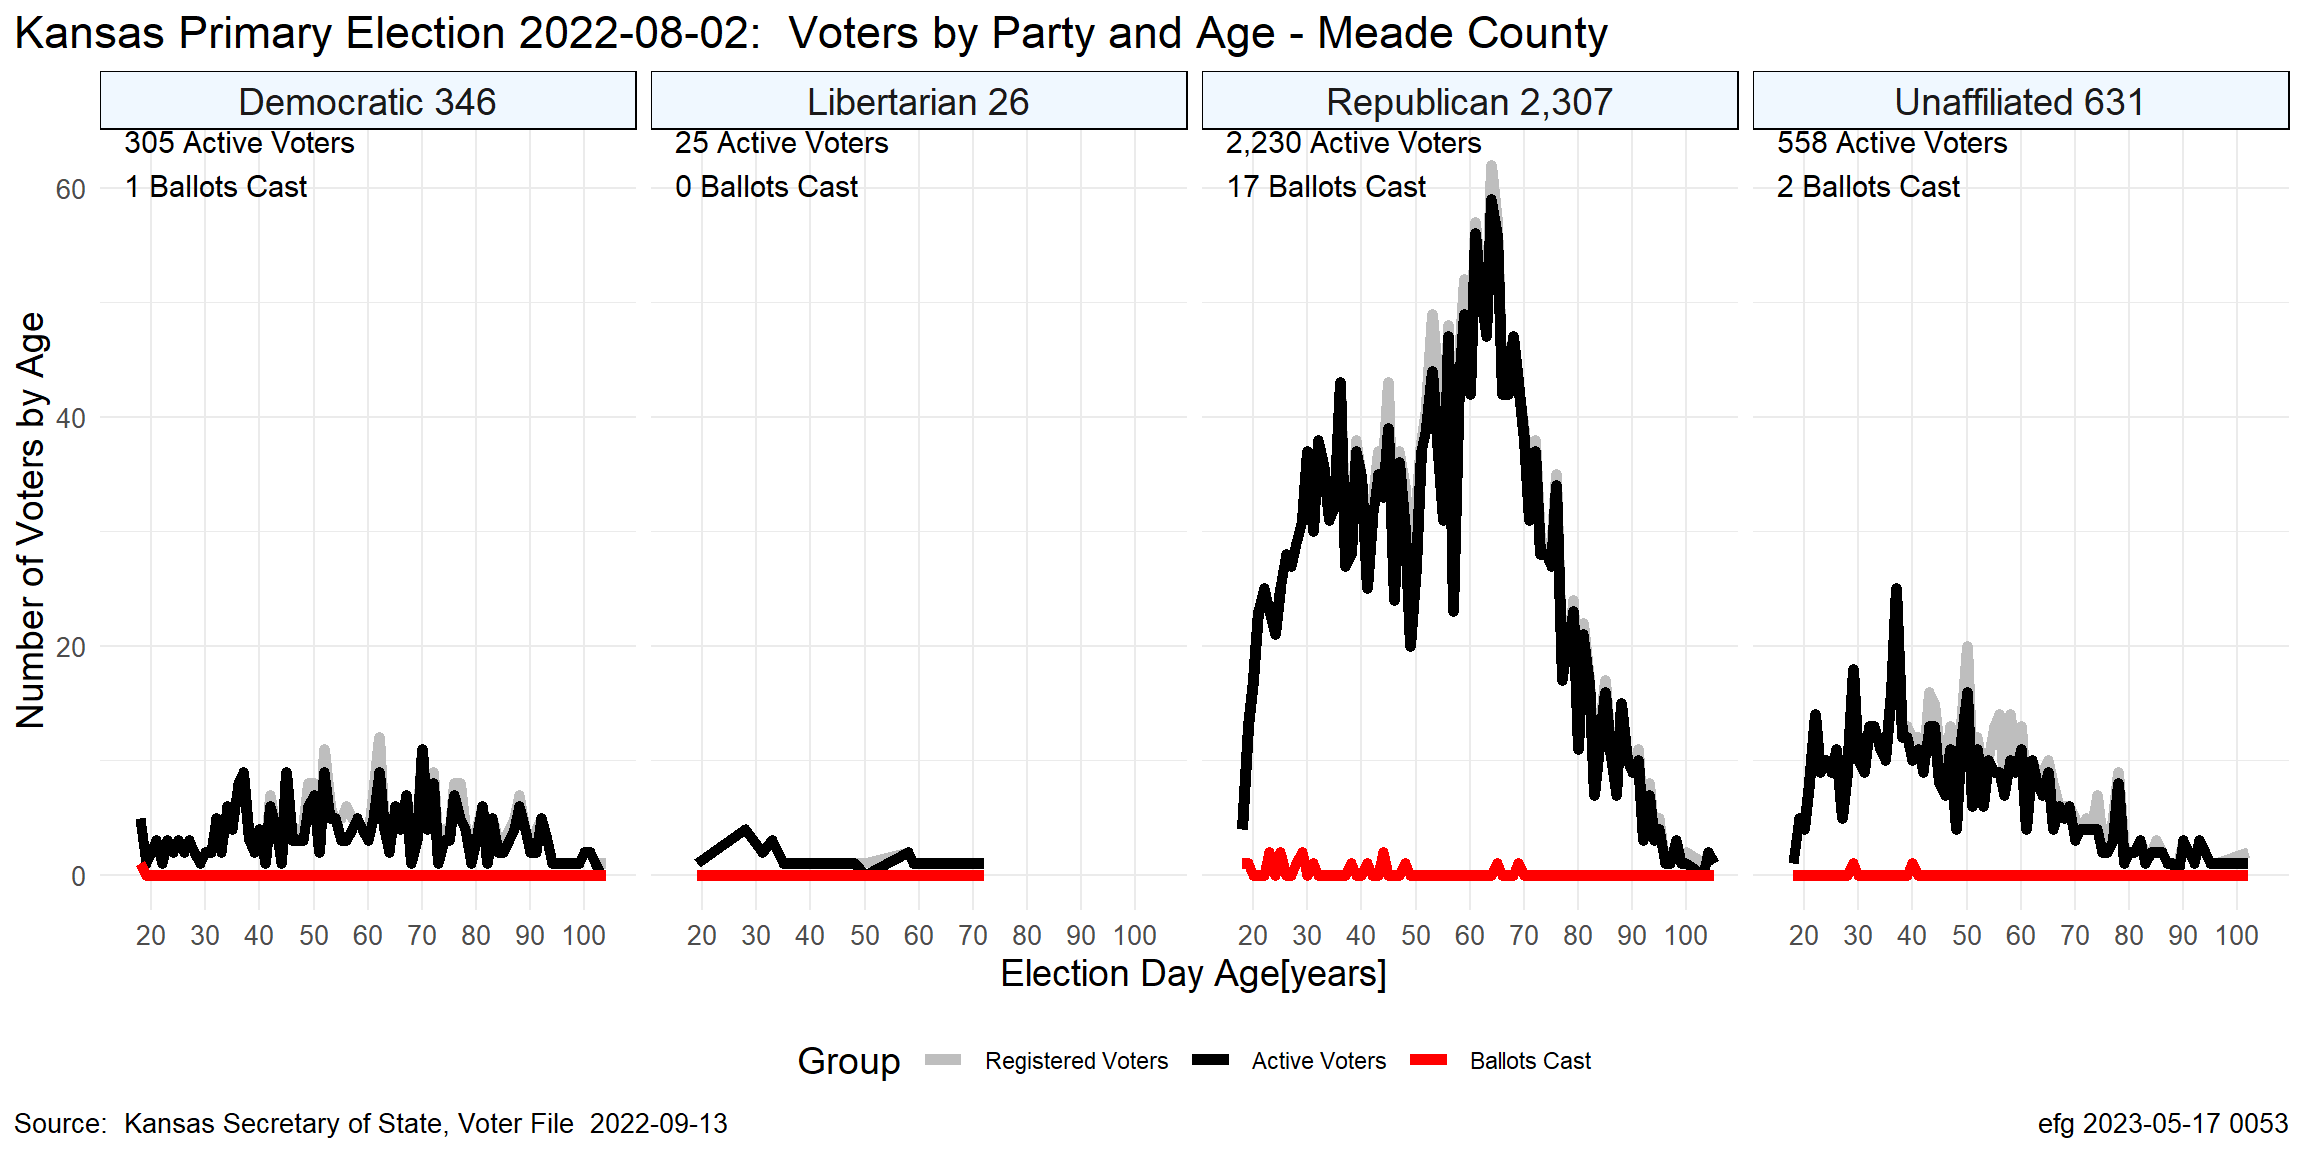 Kansas Primary Election 2022-08-02:  Voters by Party and Age - Meade County
Democratic 346
Libertarian 26
Republican 2,307
Unaffiliated 631
305 Active Voters
1 Ballots Cast
25 Active Voters
0 Ballots Cast
2,230 Active Voters
17 Ballots Cast
558 Active Voters
2 Ballots Cast
Number of Voters by Age
60
40
20
0
20 30 40 50 60 70 80 90 100
20 30 40 50 60 70 80 90 100
20 30 40 50 60 70 80 90 100
20 30 40 50 60 70 80 90 100
Election Day Age[years]
Group Registered Voters Active Voters Ballots Cast
Source:  Kansas Secretary of State, Voter File  2022-09-13
efg 2023-05-17 0053